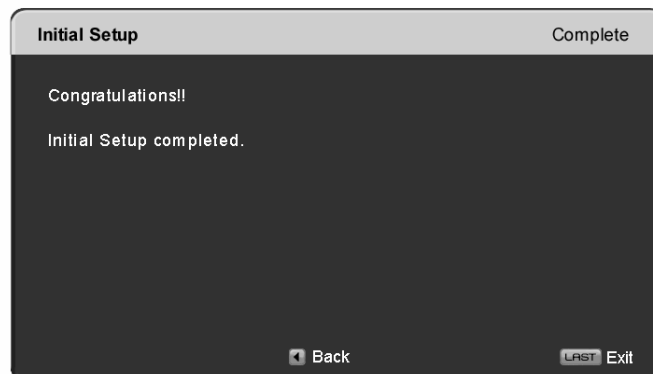 Initial Setup Complete
Congratulations!!
Initial Setup completed.
Back LAST Exit